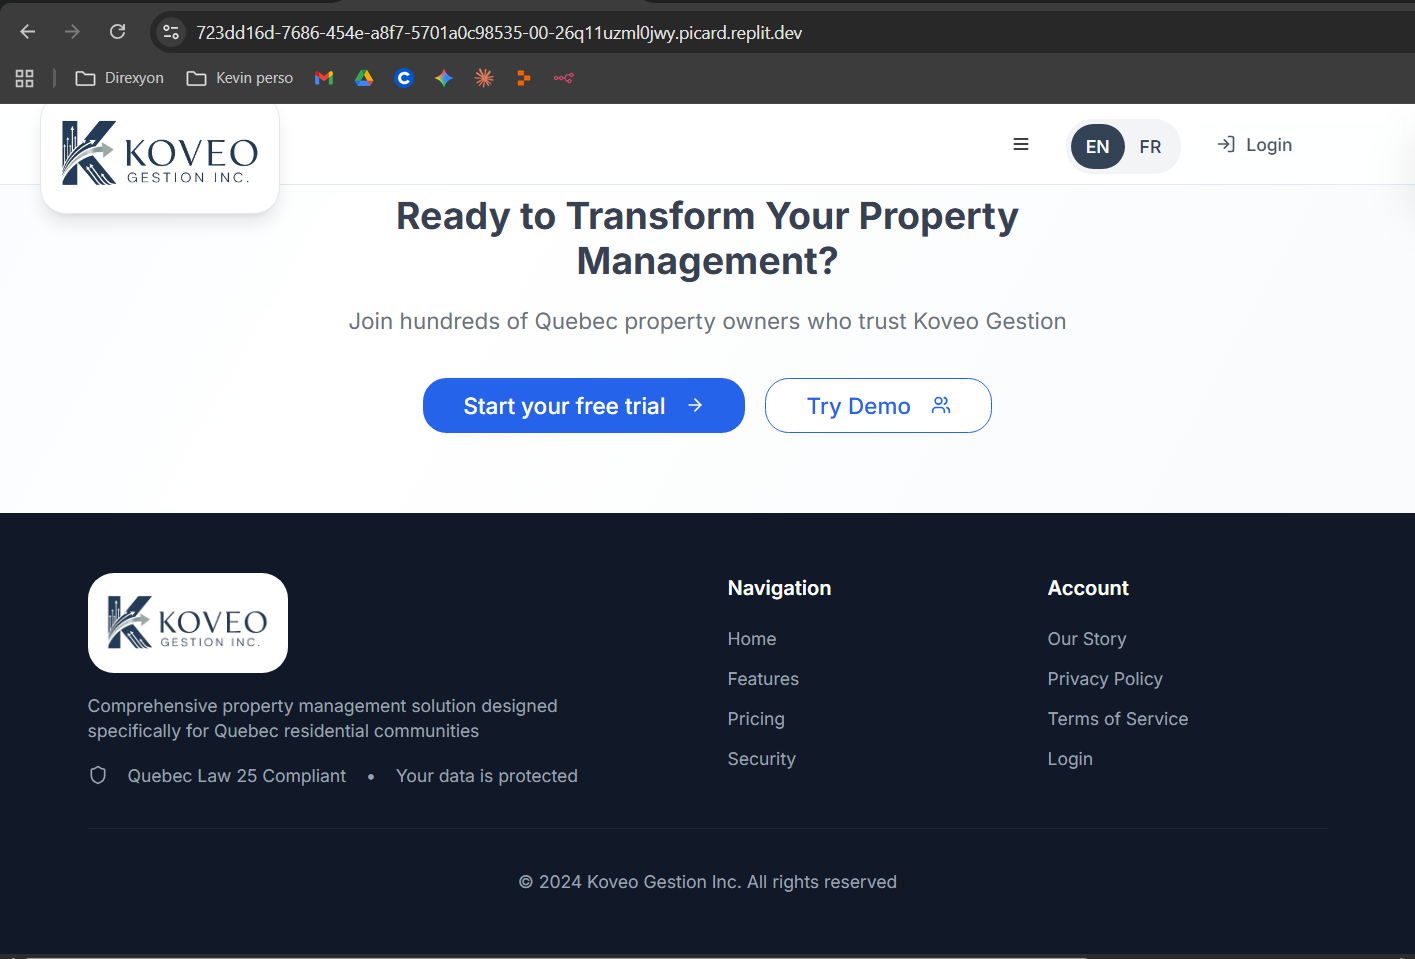 723dd16d-7686-454e-a8f7-5701a0c98535-00-26q11uzml0jwy.picard.replit.dev
Direxyon
Kevin perso
KOVEO
GESTION INC.
EN
FR
Login
Ready to Transform Your Property
Management?
Join hundreds of Quebec property owners who trust Koveo Gestion
Start your free trial
Try Demo
KOVEO
GESTION INC.
Comprehensive property management solution designed
specifically for Quebec residential communities
Quebec Law 25 Compliant • Your data is protected
Navigation
Home
Features
Pricing
Security
Account
Our Story
Privacy Policy
Terms of Service
Login
© 2024 Koveo Gestion Inc. All rights reserved